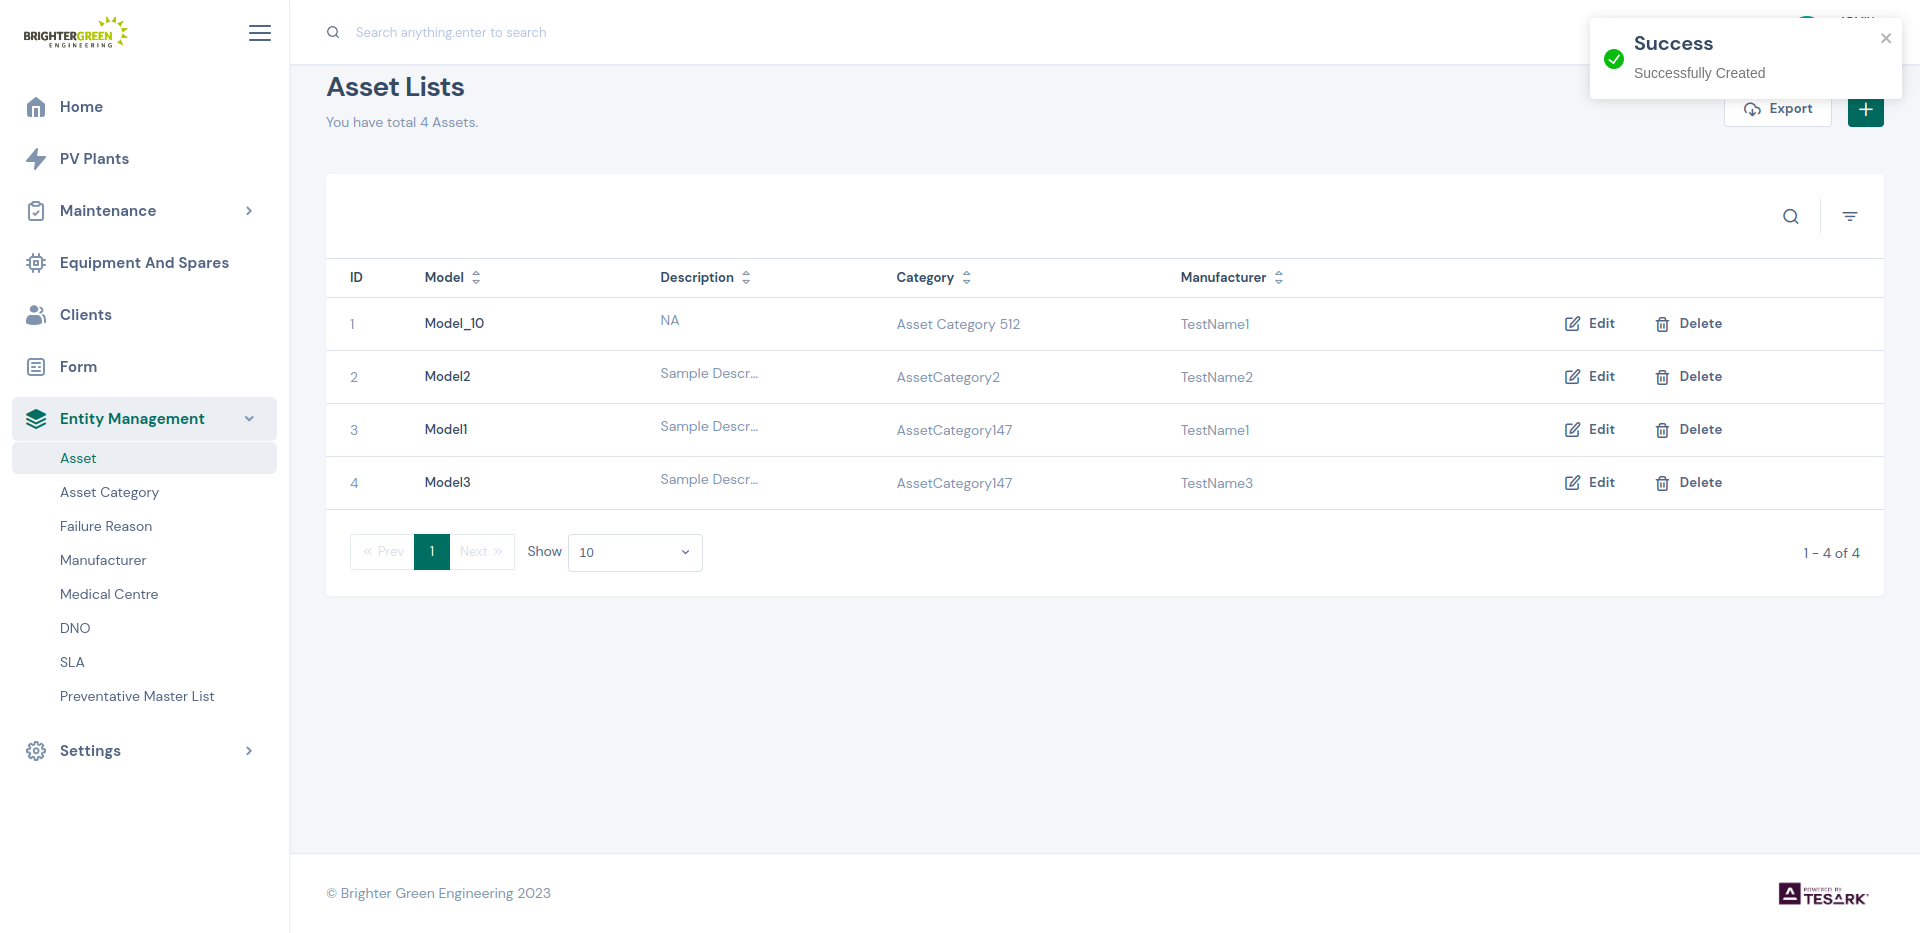 BRIGHTERGREEN
ENGINEERING
Search anything.enter to search
Success
Successfully Created
Home
PV Plants
Maintenance
Equipment And Spares
Clients
Form
Entity Management
Asset
Asset Category
Failure Reason
Manufacturer
Medical Centre
DNO
SLA
Preventative Master List
Settings
Asset Lists
You have total 4 Assets.
Export
ID Model Description Category Manufacturer
1 Model_10 NA Asset Category 512 TestName1 Edit Delete
2 Model2 Sample Descr... AssetCategory2 TestName2 Edit Delete
3 Model1 Sample Descr... AssetCategory147 TestName1 Edit Delete
4 Model3 Sample Descr... AssetCategory147 TestName3 Edit Delete
« Prev 1 Next » Show 10 1 - 4 of 4
© Brighter Green Engineering 2023
POWERED BY
TESARK